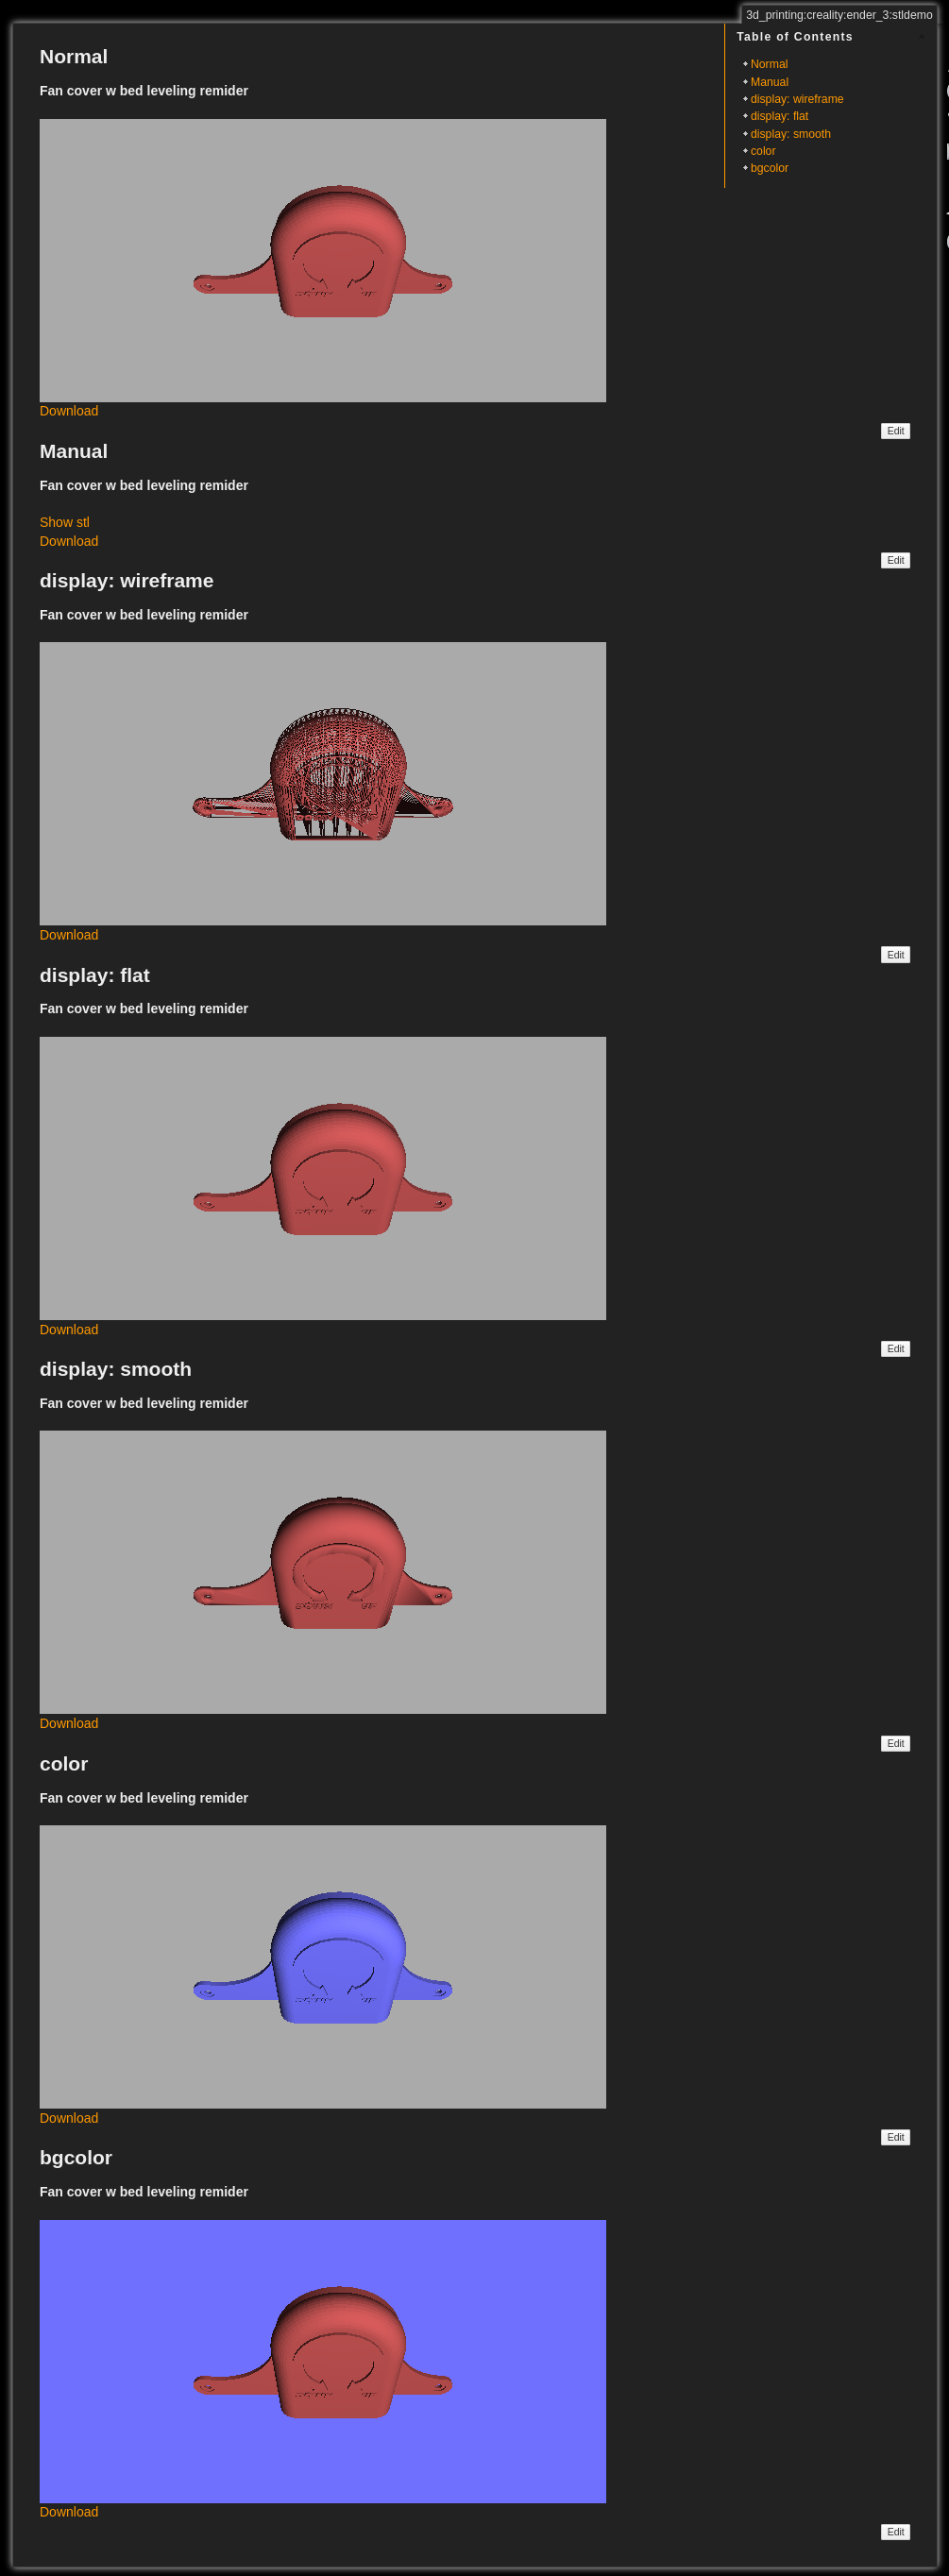 3d_printing:creality:ender_3:stldemo
Table of Contents
Normal
Manual
display: wireframe
display: flat
display: smooth
color
bgcolor
Normal
Fan cover w bed leveling remider
Download
Edit
Manual
Fan cover w bed leveling remider
Show stl
Download
Edit
display: wireframe
Fan cover w bed leveling remider
Download
Edit
display: flat
Fan cover w bed leveling remider
Download
Edit
display: smooth
Fan cover w bed leveling remider
Download
Edit
color
Fan cover w bed leveling remider
Download
Edit
bgcolor
Fan cover w bed leveling remider
Download
Edit